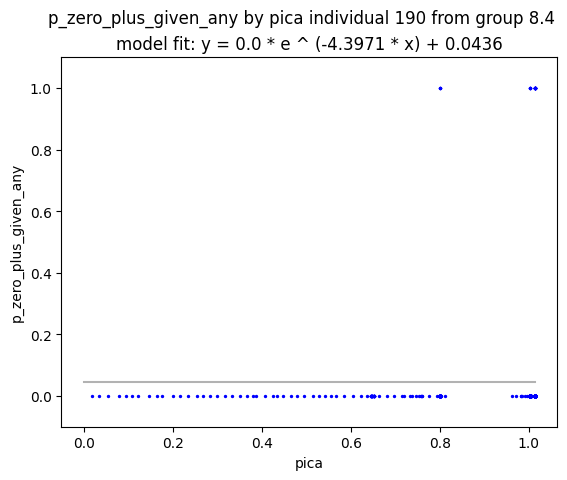 p_zero_plus_given_any by pica individual 190 from group 8.4
model fit: y = 0.0 * e ^ (-4.3971 * x) + 0.0436
p_zero_plus_given_any
1.0
0.8
0.6
0.4
0.2
0.0
0.0 0.2 0.4 0.6 0.8 1.0
pica